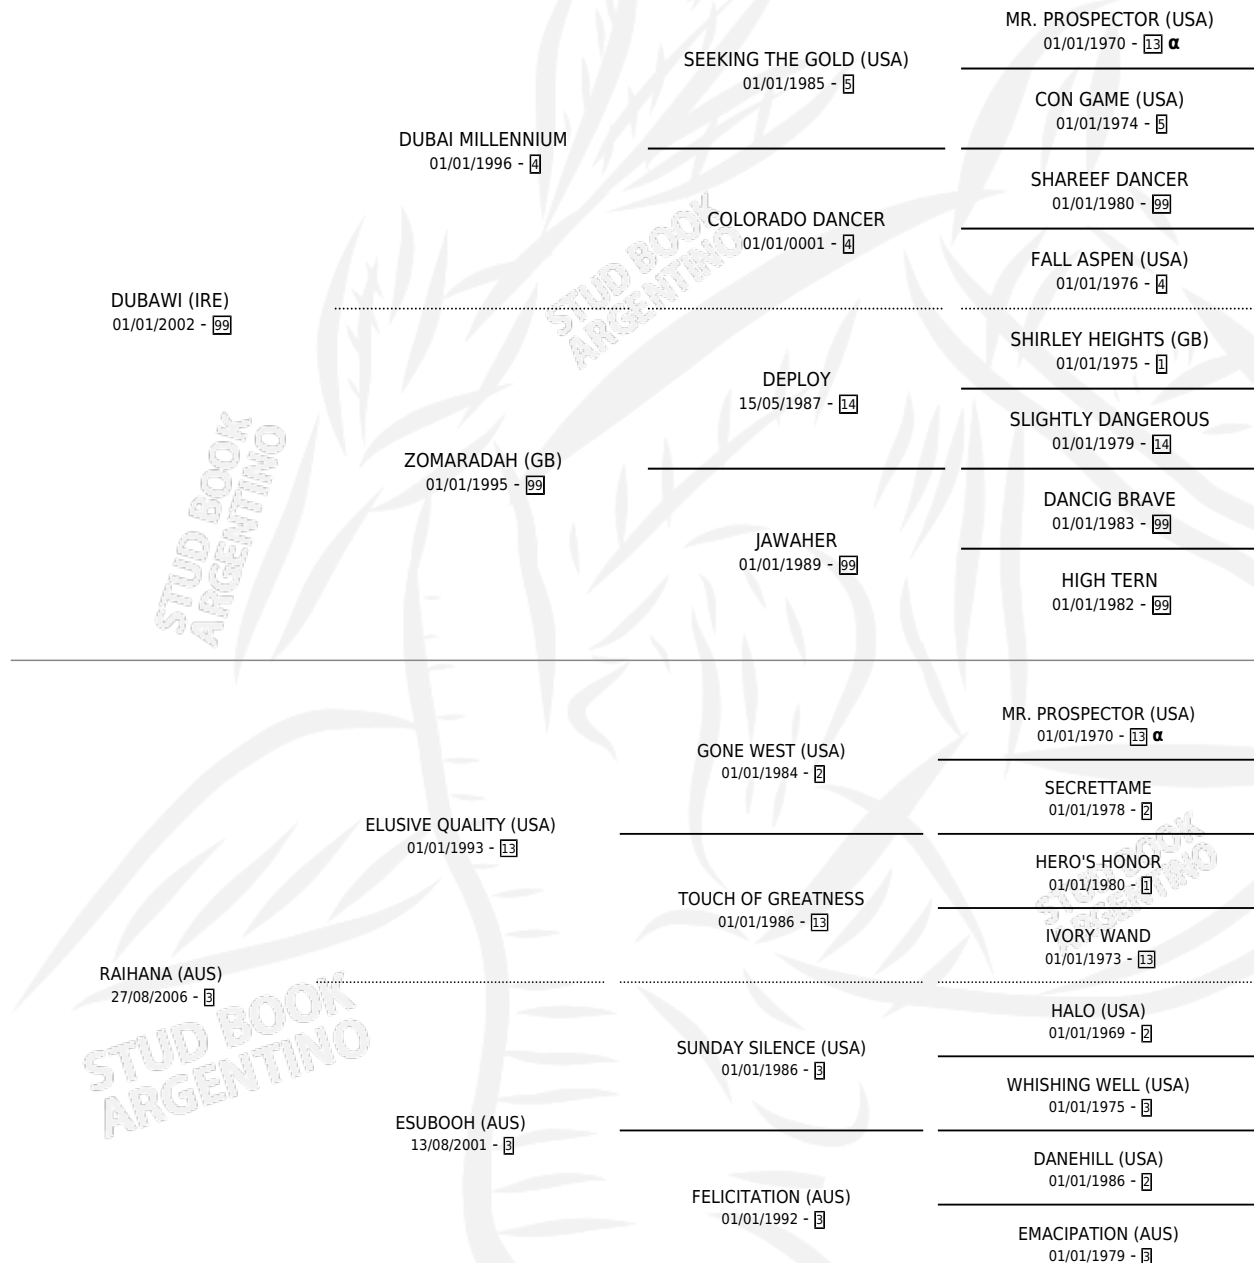 MR. PROSPECTOR (USA)
01/01/1970 - 13 α
SEEKING THE GOLD (USA)
01/01/1985 - 5
CON GAME (USA)
01/01/1974 - 5
DUBAI MILLENNIUM
01/01/1996 - 4
SHAREEF DANCER
01/01/1980 - 99
COLORADO DANCER
01/01/0001 - 4
FALL ASPEN (USA)
01/01/1976 - 4
DUBAWI (IRE)
01/01/2002 - 99
STUD BOOK
ARGENTINO
SHIRLEY HEIGHTS (GB)
01/01/1975 - 1
DEPLOY
15/05/1987 - 14
SLIGHTLY DANGEROUS
01/01/1979 - 14
ZOMARADAH (GB)
01/01/1995 - 99
DANCIG BRAVE
01/01/1983 - 99
JAWAHER
01/01/1989 - 99
HIGH TERN
01/01/1982 - 99
STUD BOOK
ARGENTINO
MR. PROSPECTOR (USA)
01/01/1970 - 13 α
GONE WEST (USA)
01/01/1984 - 2
SECRETTAME
01/01/1978 - 2
ELUSIVE QUALITY (USA)
01/01/1993 - 13
HERO'S HONOR
01/01/1980 - 1
TOUCH OF GREATNESS
01/01/1986 - 13
STUD BOOK
ARGENTINO
IVORY WAND
01/01/1973 - 13
RAIHANA (AUS)
27/08/2006 - 3
STUD BOOK
ARGENTINO
HALO (USA)
01/01/1969 - 2
SUNDAY SILENCE (USA)
01/01/1986 - 3
WHISHING WELL (USA)
01/01/1975 - 3
ESUBOOH (AUS)
13/08/2001 - 3
DANEHILL (USA)
01/01/1986 - 2
FELICITATION (AUS)
01/01/1992 - 3
EMACIPATION (AUS)
01/01/1979 - 3